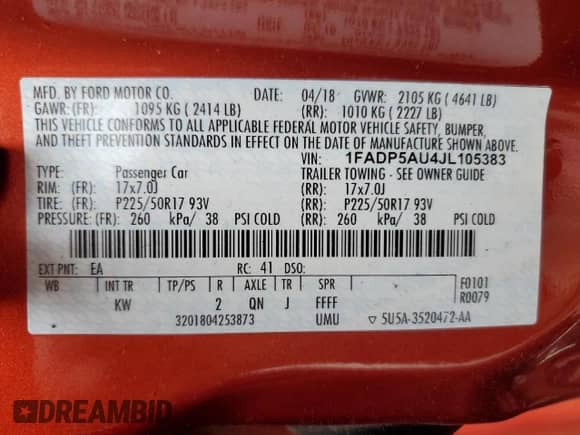 MFD. BY FORD MOTOR CO. DATE: 04/18 GVWR: 2105 KG ( 4641 LB)
GAWR:(FR): 1095 KG ( 2414 LB) (RR): 1010 KG ( 2227 LB)
THIS VEHICLE CONFORMS TO ALL APPLICABLE FEDERAL MOTOR VEHICLE SAFETY, BUMPER,
AND THEFT PREVENTION STANDARDS IN EFFECT ON THE DATE OF MANUFACTURE SHOWN ABOVE.
VIN: 1FADP5AU4JL105383
TYPE: Passenger Car TRAILER TOWING - SEE OWNER GUIDE
RIM: (FR): 17x7.0J (RR): 17x7.0J
TIRE: (FR): P225/50R17 93V (RR): P225/50R17 93V
PRESSURE: (FR): 260 kPa/ 38 PSI COLD (RR): 260 kPa/ 38 PSI COLD
EXT PNT: EA RC: 41 DSO:
WB INT TR TP/PS R AXLE TR SPR F0101
KW 2 QN J FFFF R0079
3201804253873 UMU ▽ 5U5A-3520472-AA
DREAMBID